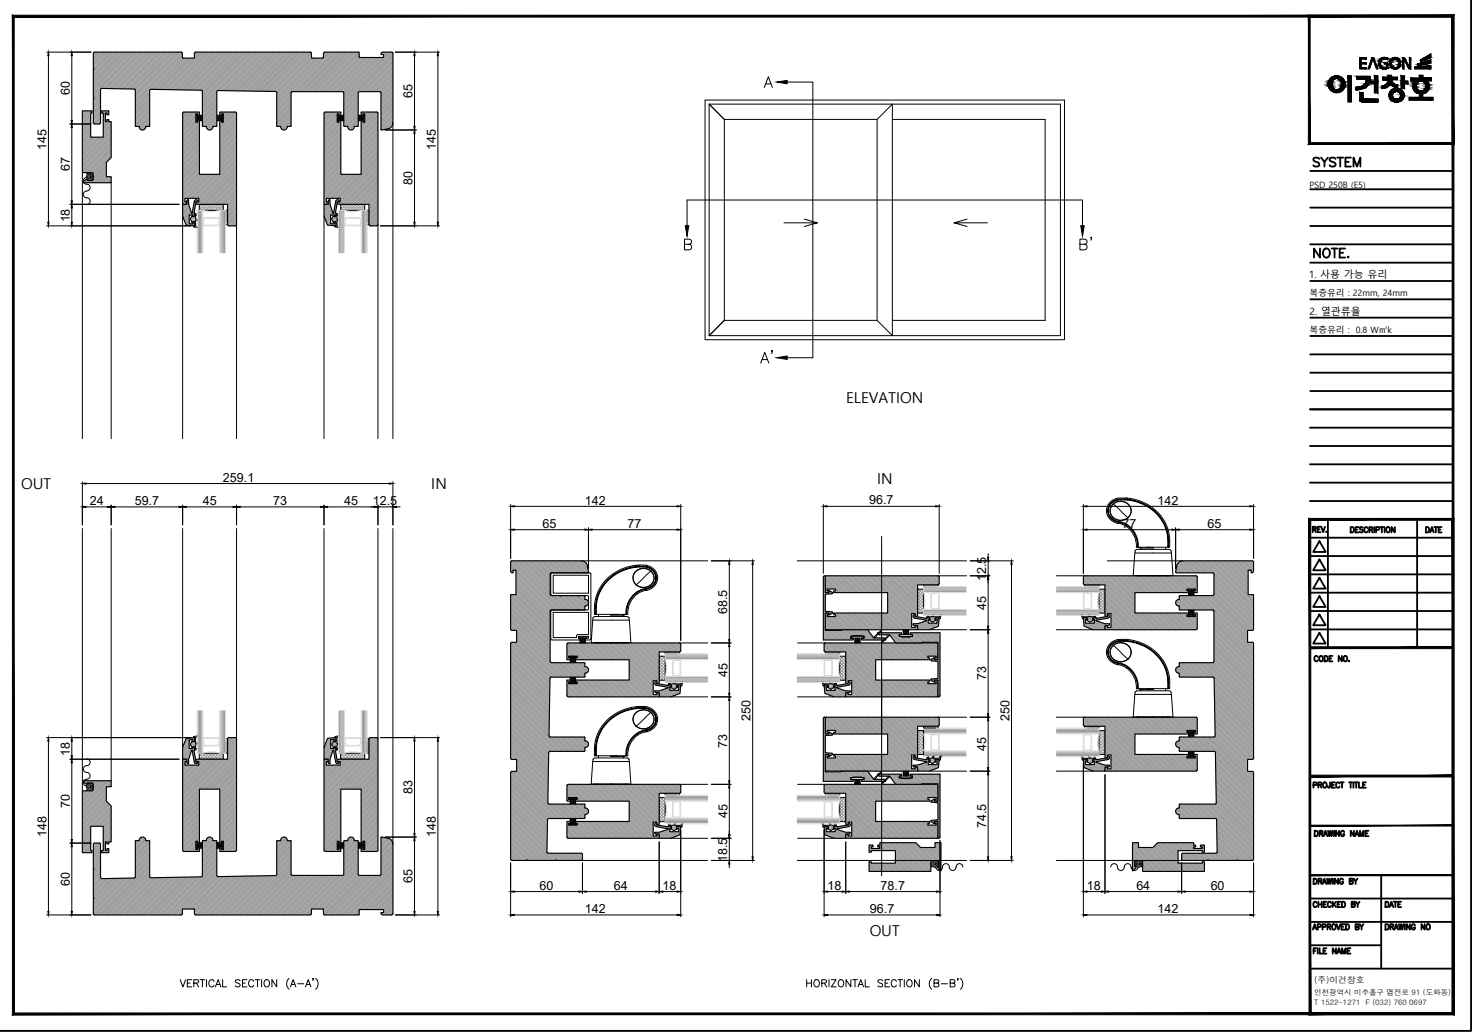 EAGON
이건창호
SYSTEM
PSD 250B (E5)
NOTE.
1. 사용 가능 유리
복층유리 : 22mm, 24mm
2. 열관류율
복층유리 : 0.8 W㎡k
REV. DESCRIPTION DATE
CODE NO.
PROJECT TITLE
DRAWING NAME
DRAWING BY
CHECKED BY DATE
APPROVED BY DRAWING NO
FILE NAME
(주)이건창호
인천광역시 미추홀구 염전로 91 (도화동)
T 1522-1271 F (032) 760 0697
60
145
67
18
65
145
80
A
B
B'
A'
ELEVATION
OUT
259.1
IN
24 59.7 45 73 45 12.5
18
148
70
60
83
148
65
VERTICAL SECTION (A-A')
142
65 77
68.5
45
250
73
45
18.5
60 64 18
142
IN
96.7
12.5
45
73
250
45
74.5
18 78.7
96.7
OUT
142
77 65
18 64 60
142
HORIZONTAL SECTION (B-B')